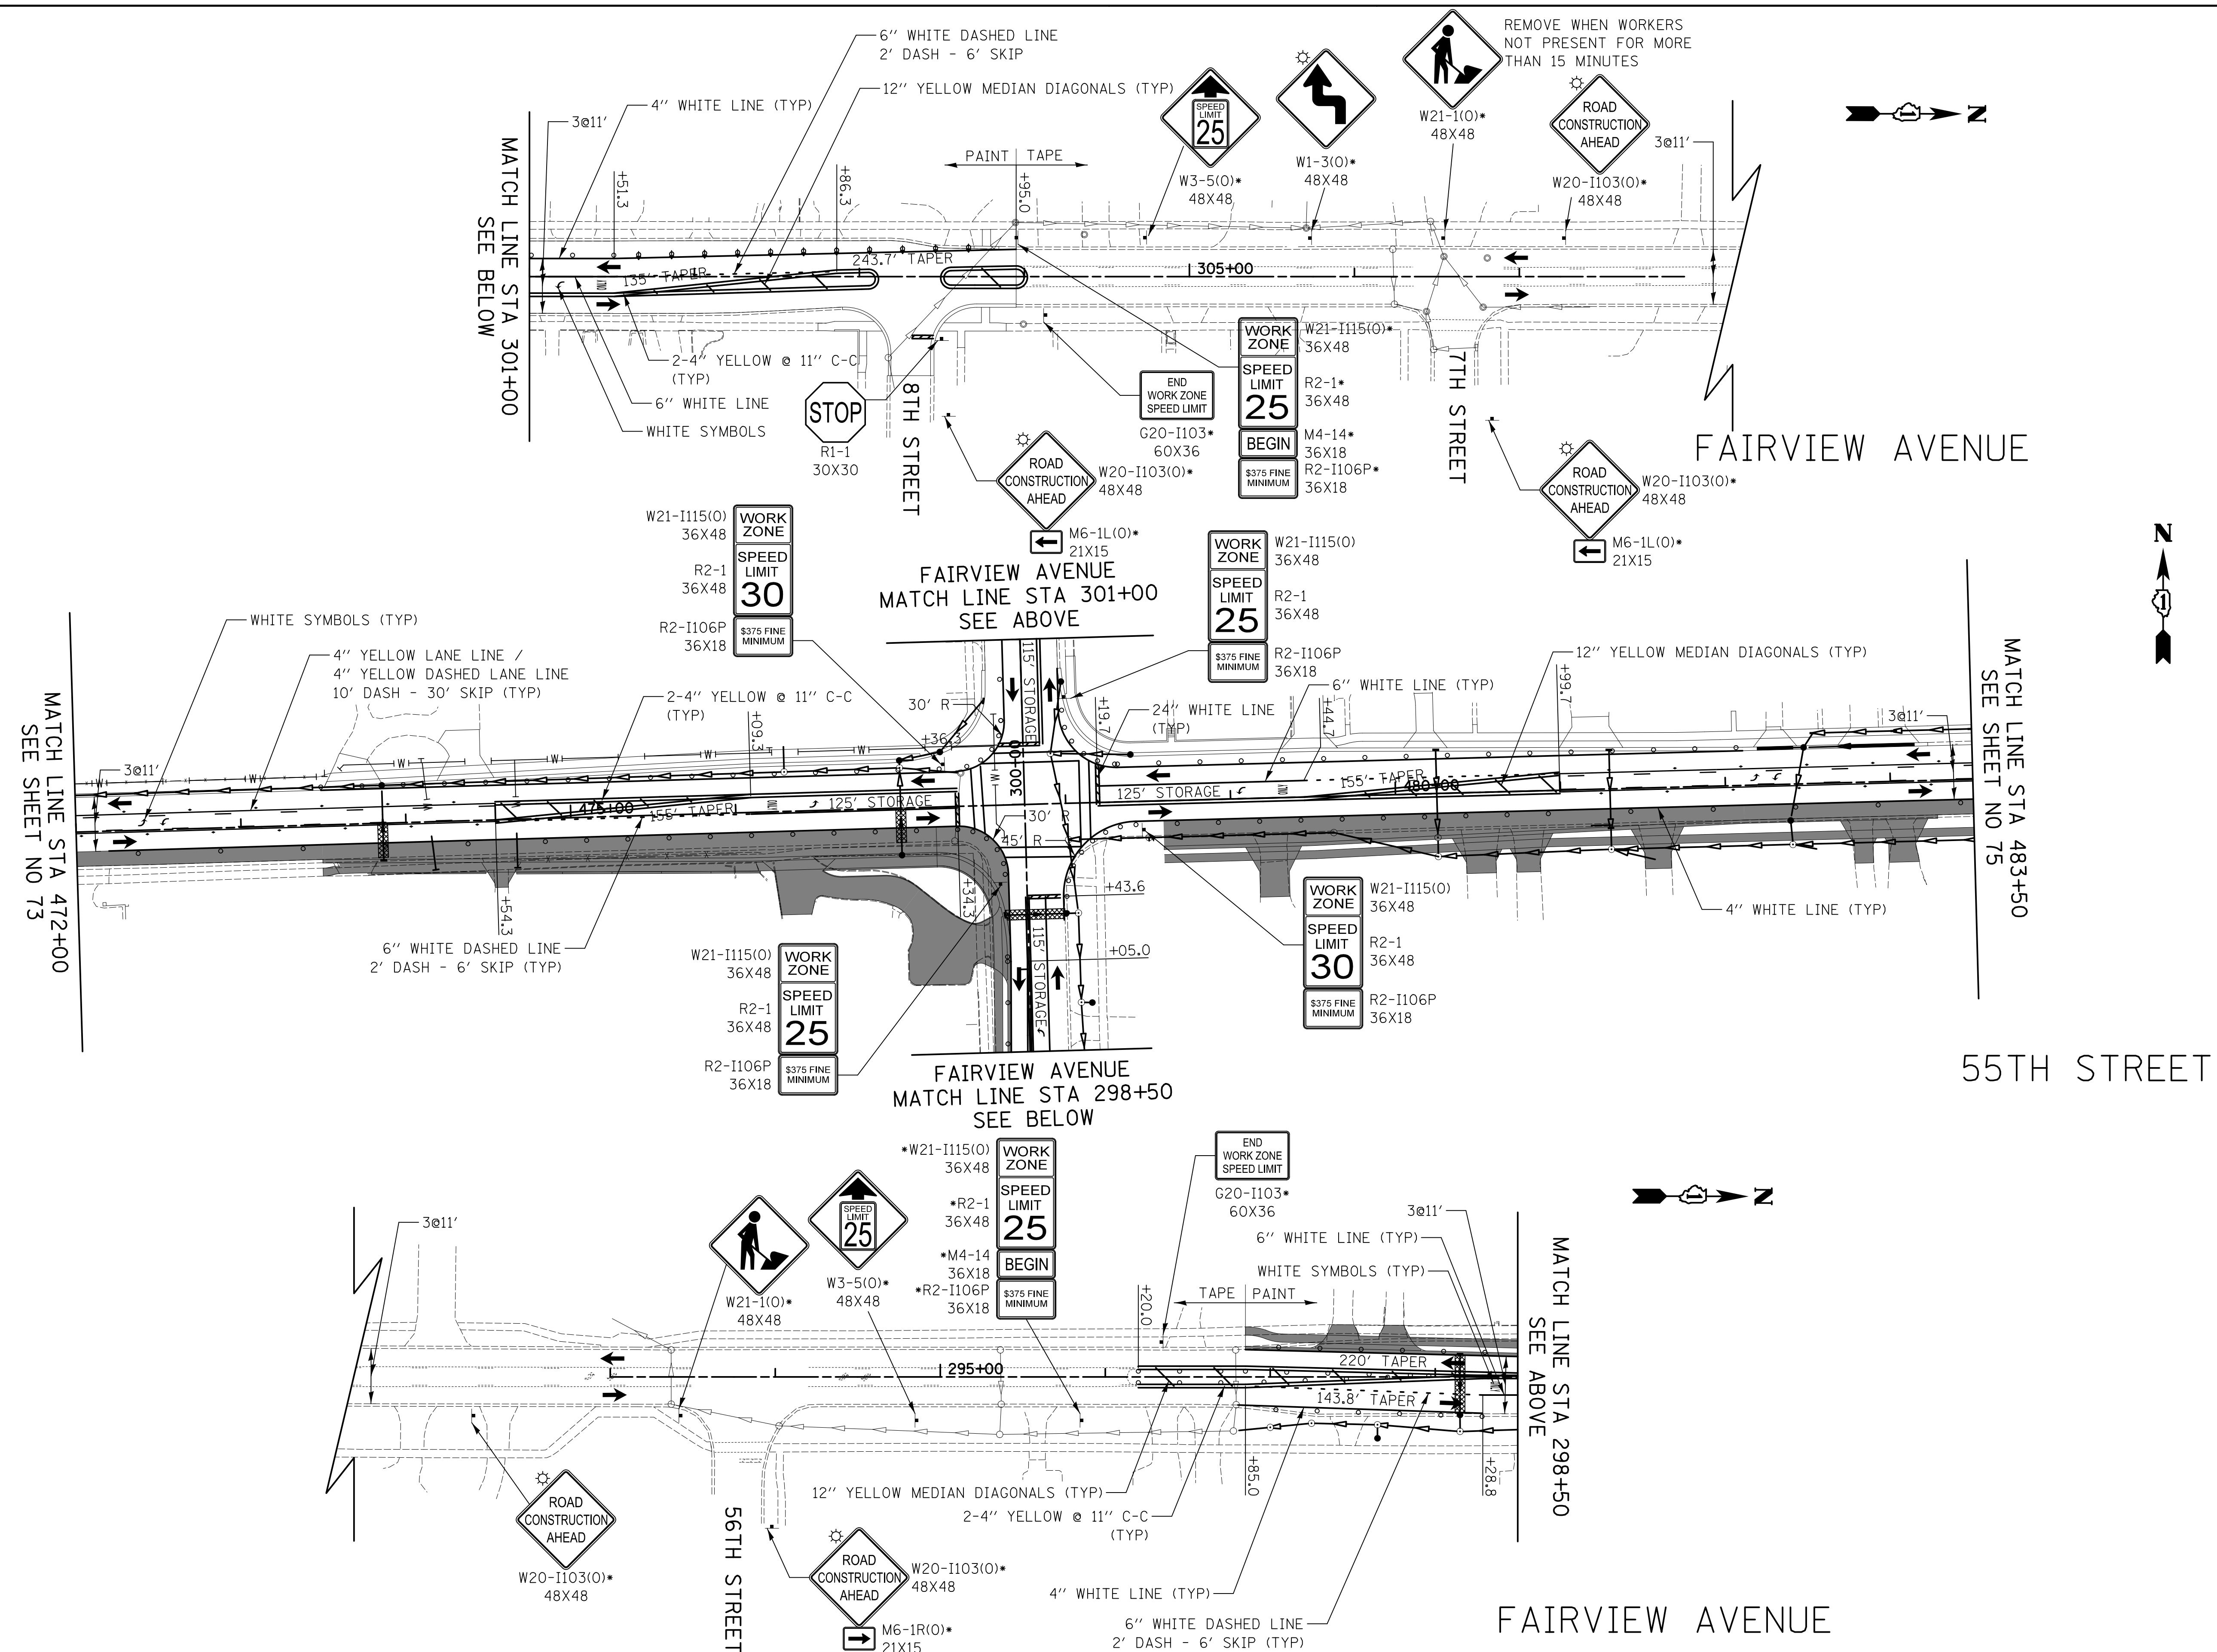 6'' WHITE DASHED LINE
2' DASH - 6' SKIP
12'' YELLOW MEDIAN DIAGONALS (TYP)
4'' WHITE LINE (TYP)
3@11'
MATCH LINE STA 301+00
SEE BELOW
+51.3
+86.3
PAINT
TAPE
+95.0
SPEED
LIMIT
25
W3-5(O)*
48X48
W1-3(O)*
48X48
W21-1(O)*
48X48
REMOVE WHEN WORKERS
NOT PRESENT FOR MORE
THAN 15 MINUTES
ROAD
CONSTRUCTION
AHEAD
W20-I103(O)*
48X48
3@11'
N
135' TAPER
243.7' TAPER
305+00
2-4'' YELLOW @ 11'' C-C
(TYP)
6'' WHITE LINE
WHITE SYMBOLS
STOP
R1-1
30X30
8TH STREET
END
WORK ZONE
SPEED LIMIT
G20-I103*
60X36
WORK
ZONE
W21-I115(O)*
36X48
SPEED
LIMIT
25
R2-1*
36X48
BEGIN
M4-14*
36X18
$375 FINE
MINIMUM
R2-I106P*
36X18
7TH STREET
FAIRVIEW AVENUE
ROAD
CONSTRUCTION
AHEAD
W20-I103(O)*
48X48
M6-1L(O)*
21X15
ROAD
CONSTRUCTION
AHEAD
W20-I103(O)*
48X48
M6-1L(O)*
21X15
W21-I115(O)
36X48
WORK
ZONE
R2-1
36X48
SPEED
LIMIT
30
R2-I106P
36X18
$375 FINE
MINIMUM
FAIRVIEW AVENUE
MATCH LINE STA 301+00
SEE ABOVE
WORK
ZONE
W21-I115(O)
36X48
SPEED
LIMIT
25
R2-1
36X48
$375 FINE
MINIMUM
R2-I106P
36X18
N
WHITE SYMBOLS (TYP)
4'' YELLOW LANE LINE /
4'' YELLOW DASHED LANE LINE
10' DASH - 30' SKIP (TYP)
2-4'' YELLOW @ 11'' C-C
(TYP)
+09.3
30' R
+36.3
115' STORAGE
+19.7
24'' WHITE LINE
(TYP)
6'' WHITE LINE (TYP)
+44.7
12'' YELLOW MEDIAN DIAGONALS (TYP)
+99.7
3@11'
MATCH LINE STA 483+50
SEE SHEET NO 75
MATCH LINE STA 472+00
SEE SHEET NO 73
3@11'
W
W
W
W
W
W
475+00
155' TAPER
125' STORAGE
300+00
30' R
45' R
125' STORAGE
155' TAPER
480+00
+54.3
+34.3
+43.6
+05.0
115' STORAGE
6'' WHITE DASHED LINE
2' DASH - 6' SKIP (TYP)
4'' WHITE LINE (TYP)
W21-I115(O)
36X48
WORK
ZONE
R2-1
36X48
SPEED
LIMIT
25
R2-I106P
36X18
$375 FINE
MINIMUM
WORK
ZONE
W21-I115(O)
36X48
SPEED
LIMIT
30
R2-1
36X48
$375 FINE
MINIMUM
R2-I106P
36X18
FAIRVIEW AVENUE
MATCH LINE STA 298+50
SEE BELOW
55TH STREET
3@11'
W21-1(O)*
48X48
SPEED
LIMIT
25
W3-5(O)*
48X48
*W21-I115(O)
36X48
WORK
ZONE
*R2-1
36X48
SPEED
LIMIT
25
*M4-14
36X18
BEGIN
*R2-I106P
36X18
$375 FINE
MINIMUM
END
WORK ZONE
SPEED LIMIT
G20-I103*
60X36
N
3@11'
6'' WHITE LINE (TYP)
WHITE SYMBOLS (TYP)
+20.0
TAPE
PAINT
MATCH LINE STA 298+50
SEE ABOVE
295+00
220' TAPER
143.8' TAPER
+85.0
+28.8
12'' YELLOW MEDIAN DIAGONALS (TYP)
2-4'' YELLOW @ 11'' C-C
(TYP)
ROAD
CONSTRUCTION
AHEAD
W20-I103(O)*
48X48
56TH STREET
ROAD
CONSTRUCTION
AHEAD
W20-I103(O)*
48X48
M6-1R(O)*
21X15
4'' WHITE LINE (TYP)
6'' WHITE DASHED LINE
2' DASH - 6' SKIP (TYP)
FAIRVIEW AVENUE